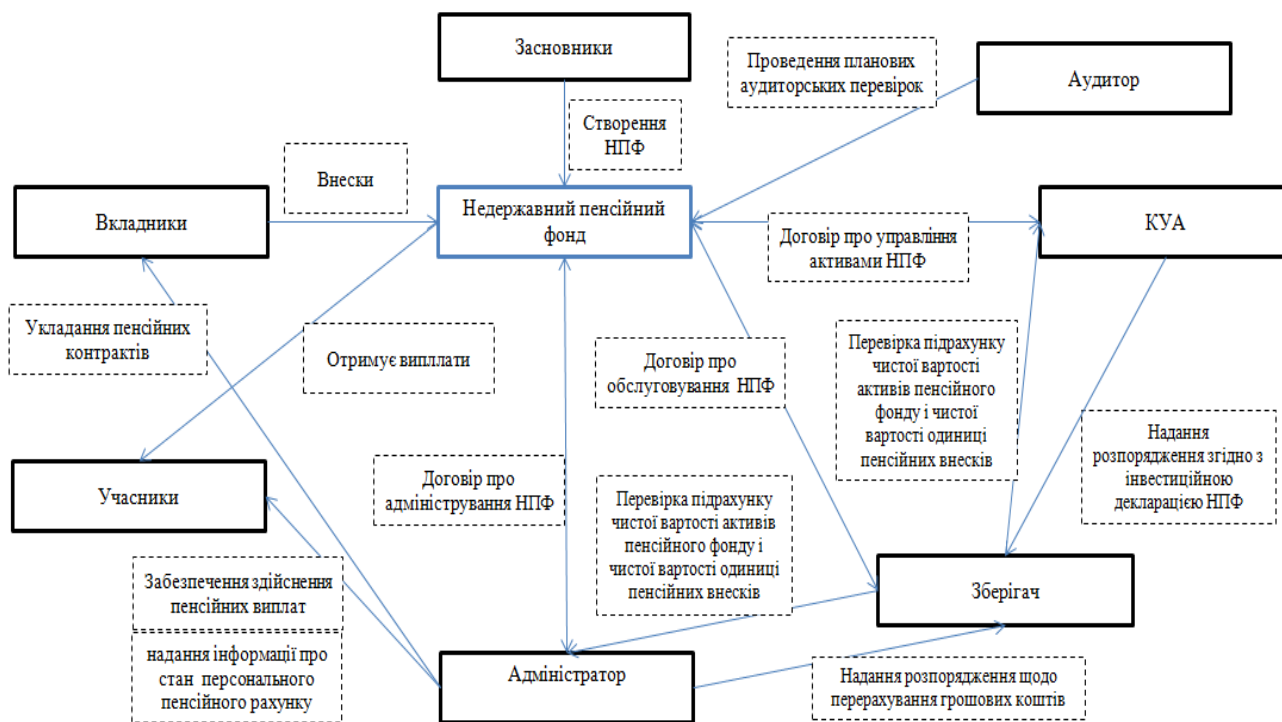 Засновники
Проведення планових
аудиторських перевірок
Аудитор
Створення
НПФ
Внески
Вкладники
Недержавний пенсійний
фонд
Договір про управління
активами НПФ
КУА
Укладання пенсійних
контрактів
Отримує випллати
Договір про
обслуговування НПФ
Перевірка підрахунку
чистої вартості
активів пенсійного
фонду і чистої
вартості одиниці
пенсійних внесків
Надання
розпорядження згідно з
інвестиційною
декларацією НПФ
Учасники
Договір про
адміністрування НПФ
Перевірка підрахунку
чистої вартості активів
пенсійного фонду і
чистої вартості одиниці
пенсійних внесків
Забезпечення здійснення
пенсійних виплат
Зберігач
надання інформації про
стан персонального
пенсійного рахунку
Адміністратор
Надання розпорядження щодо
перерахування грошових коштів